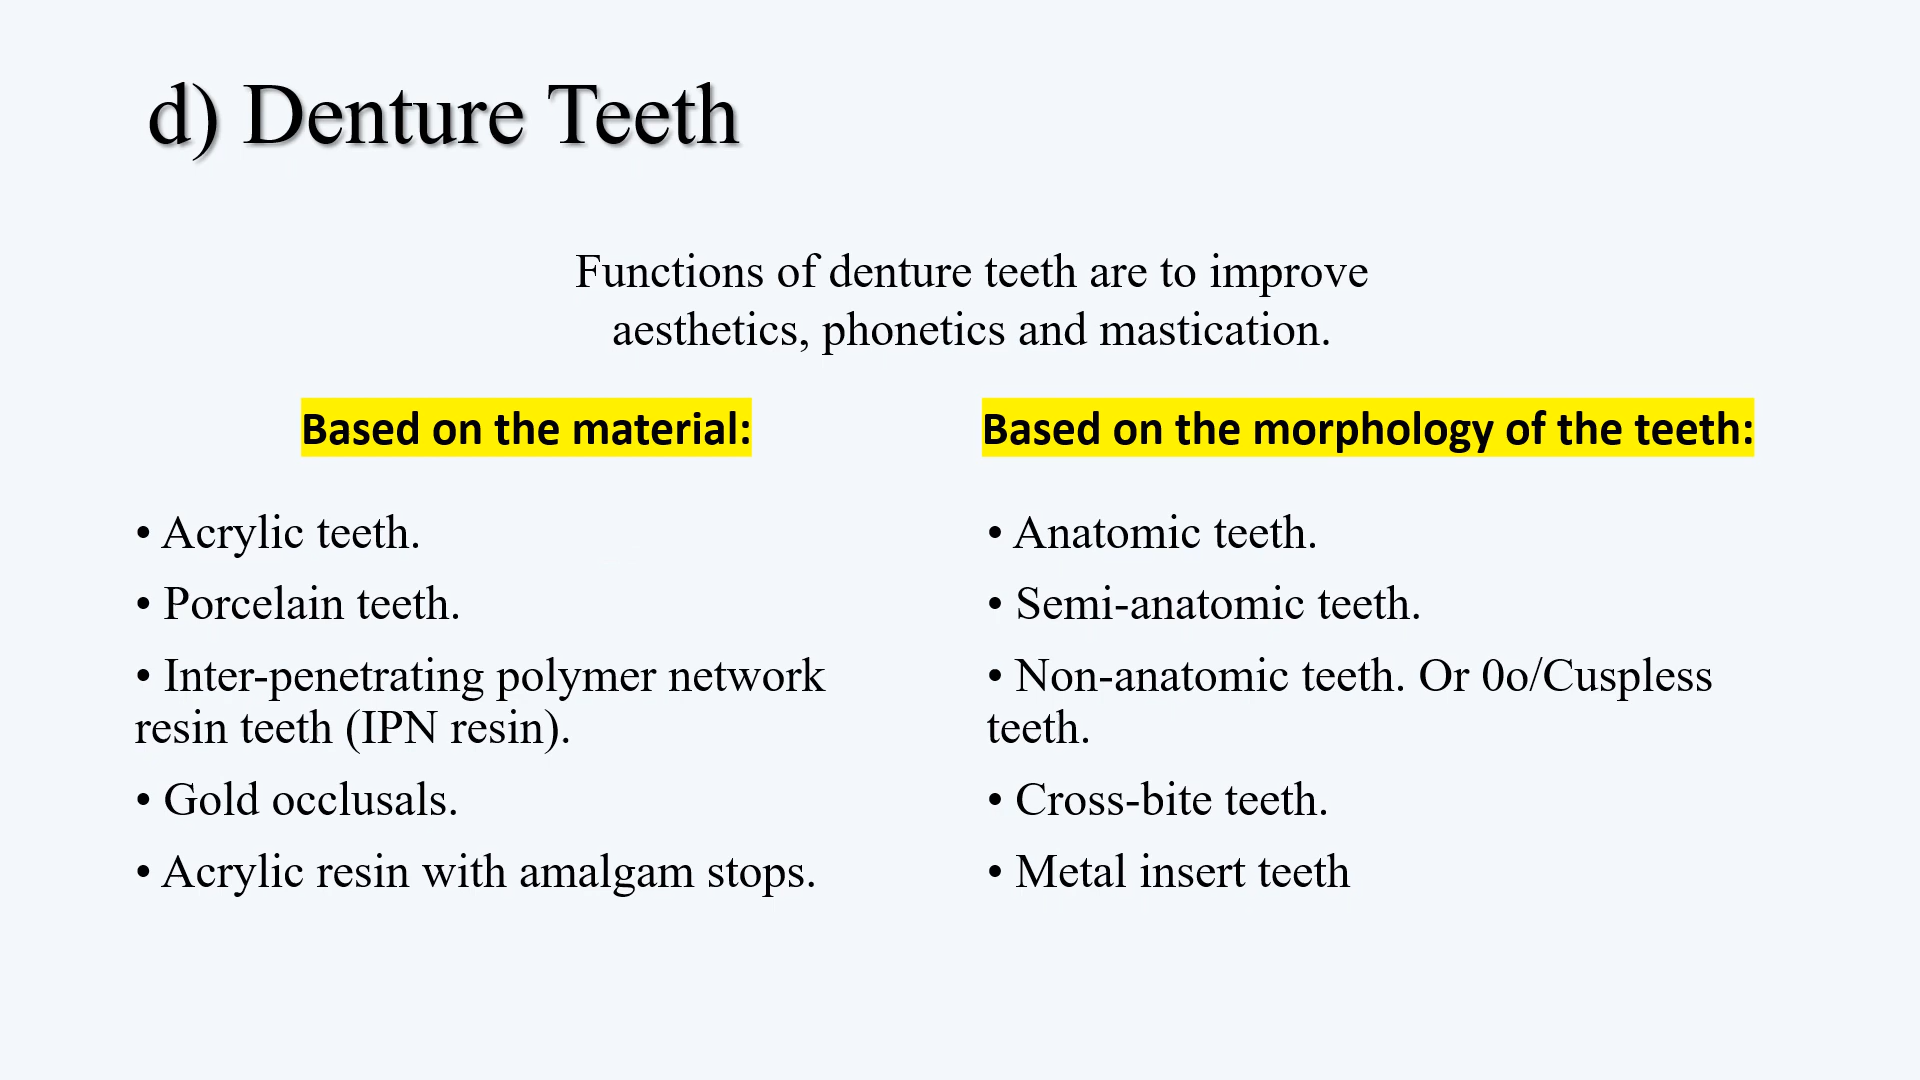 d) Denture Teeth
Functions of denture teeth are to improve
aesthetics, phonetics and mastication.
Based on the material:
• Acrylic teeth.
• Porcelain teeth.
• Inter-penetrating polymer network
resin teeth (IPN resin).
• Gold occlusals.
• Acrylic resin with amalgam stops.
Based on the morphology of the teeth:
• Anatomic teeth.
• Semi-anatomic teeth.
• Non-anatomic teeth. Or 0o/Cuspless
teeth.
• Cross-bite teeth.
• Metal insert teeth